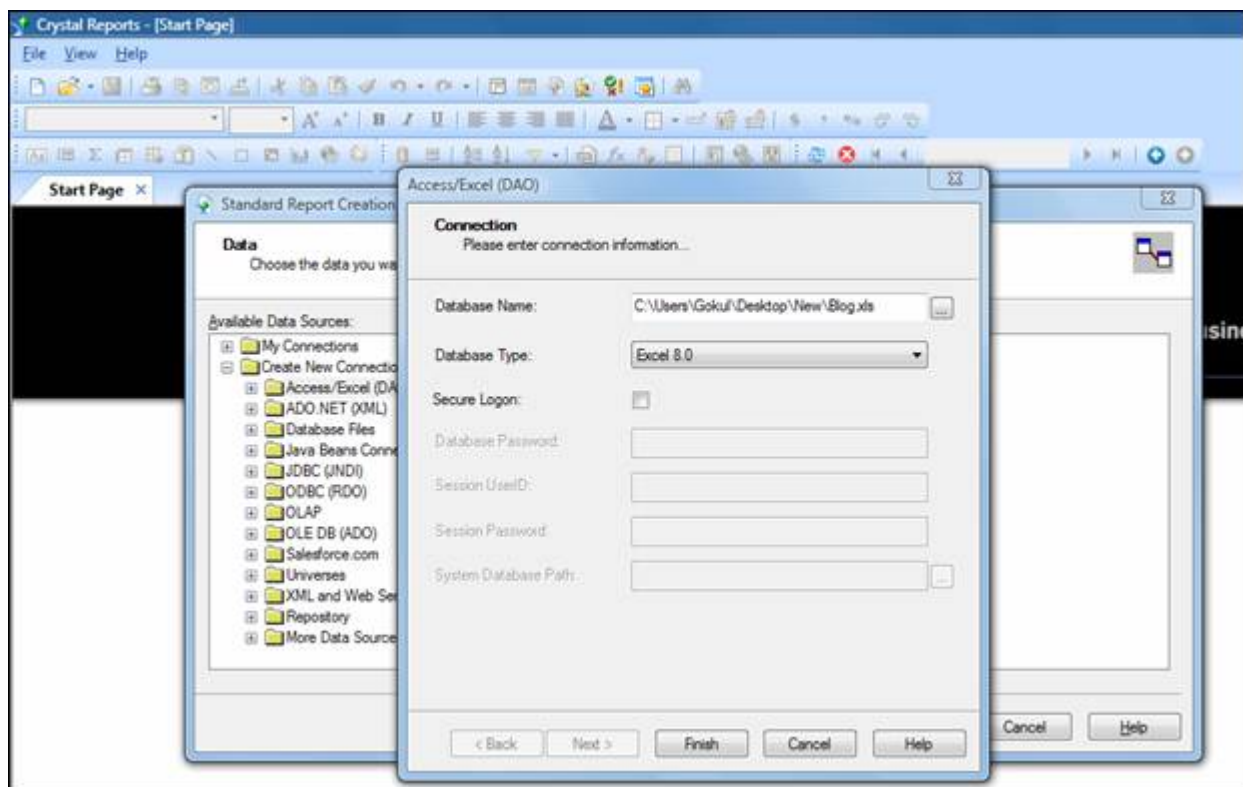 Crystal Reports - [Start Page]
File View Help
Start Page
Standard Report Creation
Data
Choose the data you wa
Available Data Sources:
My Connections
Create New Connectio
Access/Excel (DA
ADO.NET (XML)
Database Files
Java Beans Conne
JDBC (JNDI)
ODBC (RDO)
OLAP
OLE DB (ADO)
Salesforce.com
Universes
XML and Web Ser
Repository
More Data Source
Cancel Help
Access/Excel (DAO)
Connection
Please enter connection information...
Database Name: C:\Users\Gokul\Desktop\New\Blog.xls ...
Database Type: Excel 8.0
Secure Logon:
Database Password:
Session UserID:
Session Password:
System Database Path: ...
< Back Next > Finish Cancel Help
usine